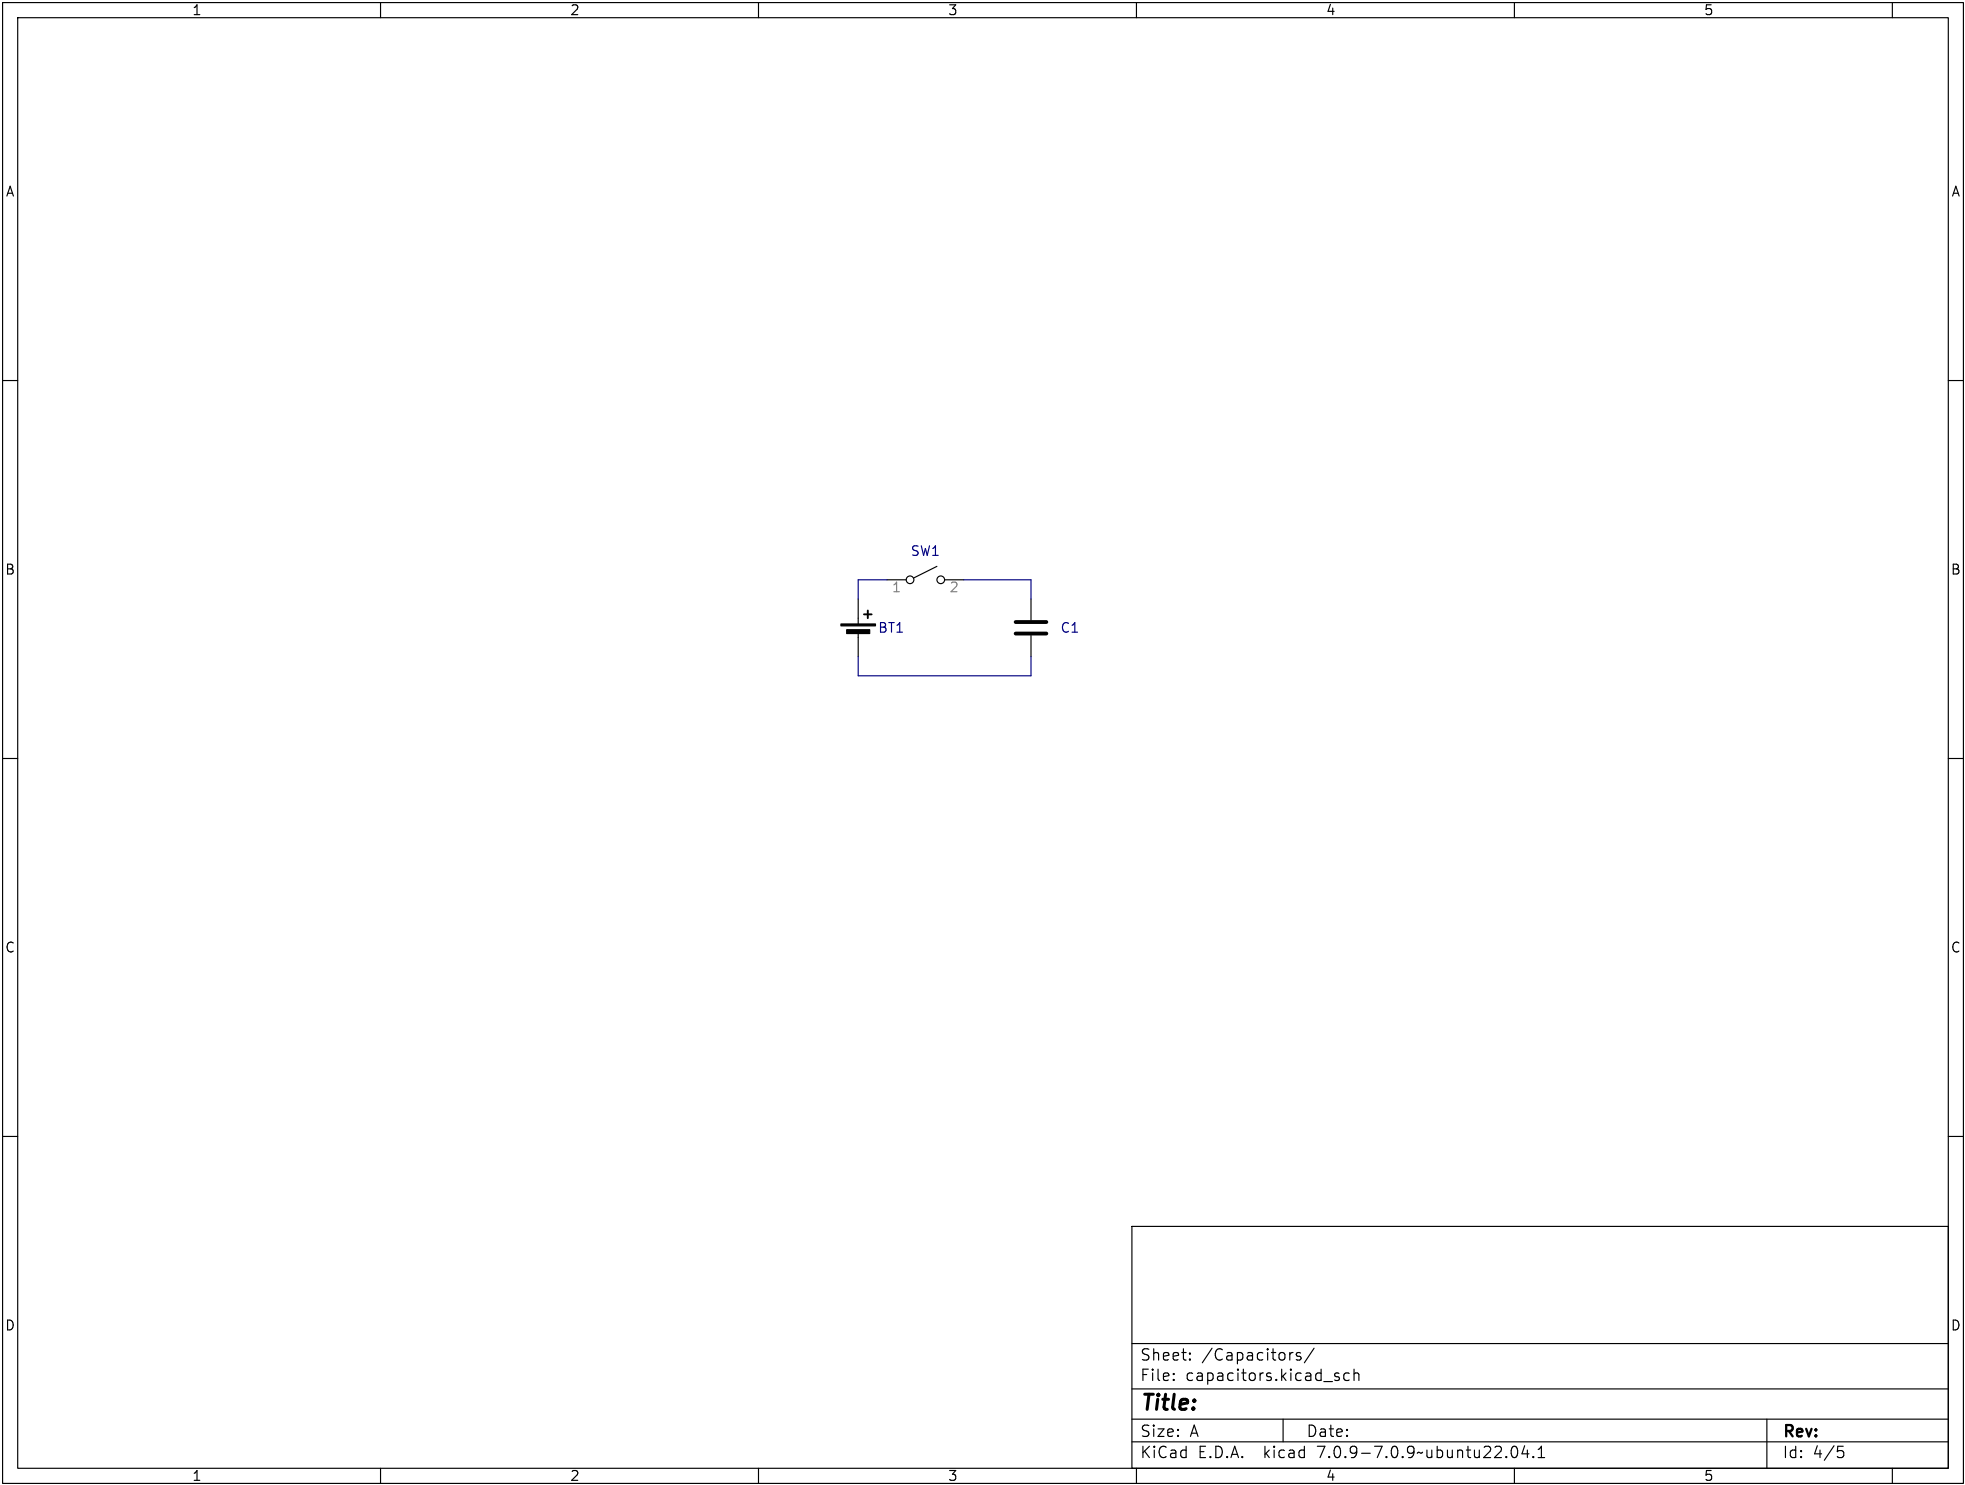 1 2 3 4 5
A A
SW1
B B
1 2
+
BT1 C1
C C
D D
Sheet: /Capacitors/
File: capacitors.kicad_sch
Title:
Size: A Date: Rev:
KiCad E.D.A. kicad 7.0.9-7.0.9~ubuntu22.04.1 Id: 4/5
1 2 3 4 5